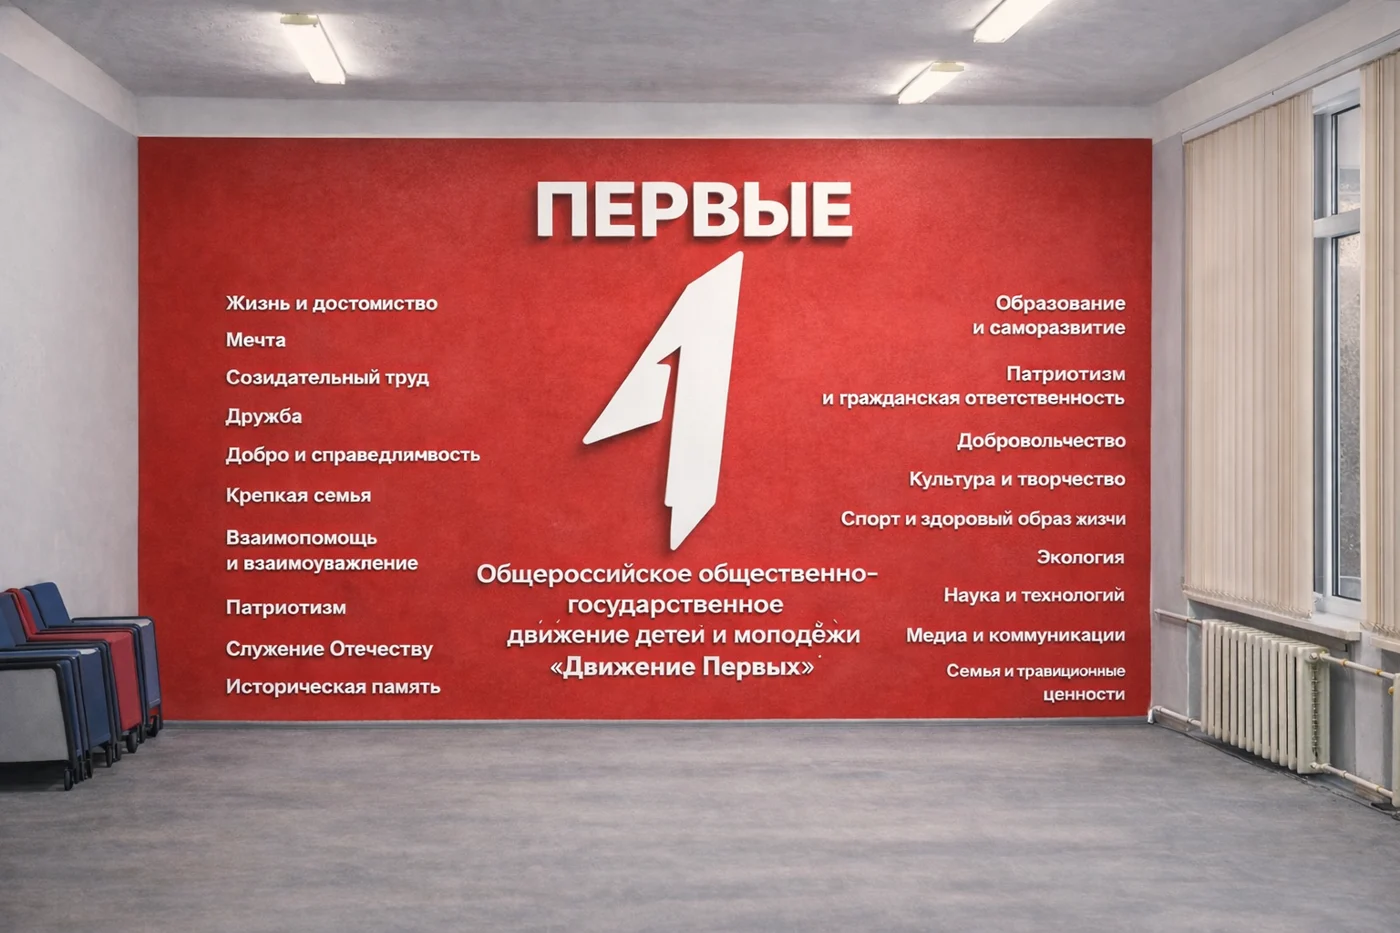 ПЕРВЫЕ
Жизнь и достомиство
Мечта
Созидательный труд
Дружба
Добро и справедлимвость
Крепкая семья
Взаимопомощь
и взаимоуважление
Патриотизм
Служение Отечеству
Историческая память
Общероссийское общественно-
государственное
движение детей и молодёжи
«Движение Первых»
Образование
и саморазвитие
Патриотизм
и гражданская ответственность
Добровольчество
Культура и творчество
Спорт и здоровый образ жизчи
Экология
Наука и технологий
Медиа и коммуникации
Семья и травиционные
ценности